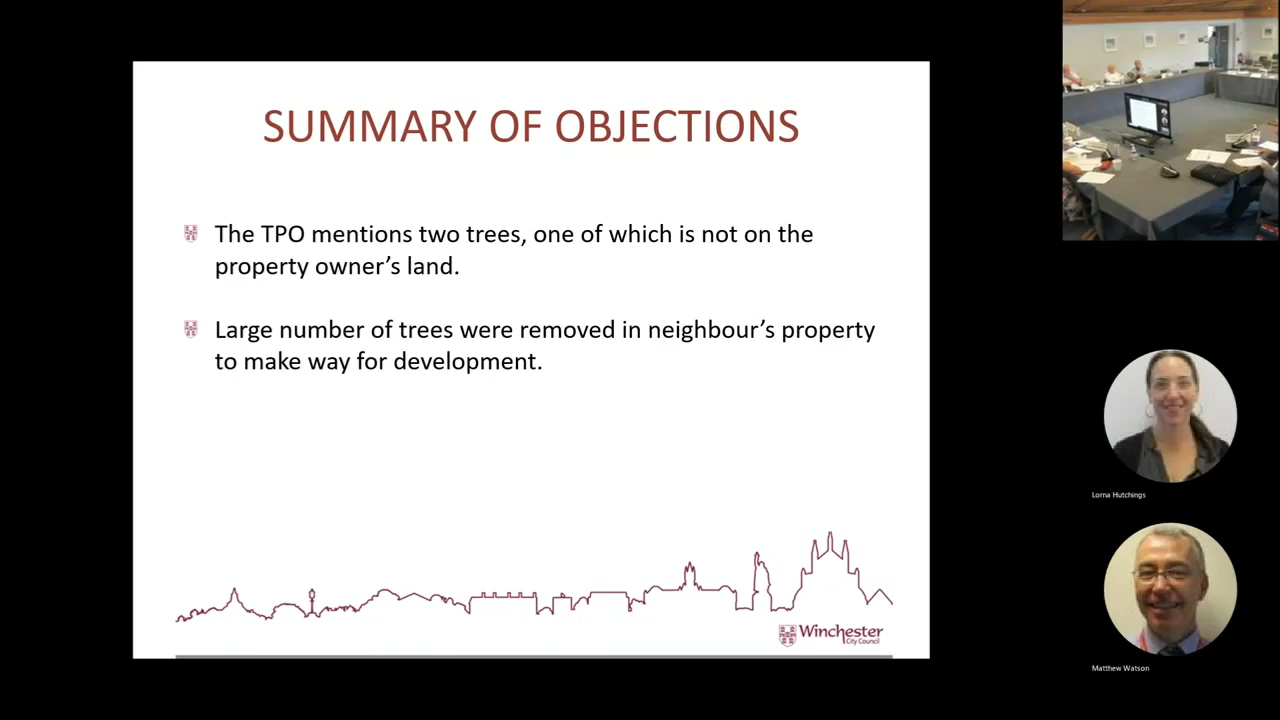 SUMMARY OF OBJECTIONS
The TPO mentions two trees, one of which is not on the
property owner’s land.
Large number of trees were removed in neighbour’s property
to make way for development.
Winchester
City Council
Lorna Hutchings
Matthew Watson